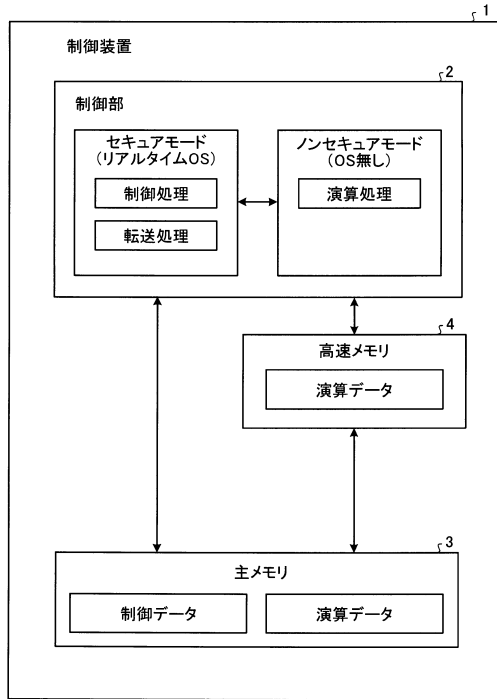 1
制御装置
2
制御部
セキュアモード
(リアルタイムOS)
制御処理
転送処理
ノンセキュアモード
(OS無し)
演算処理
4
高速メモリ
演算データ
3
主メモリ
制御データ
演算データ